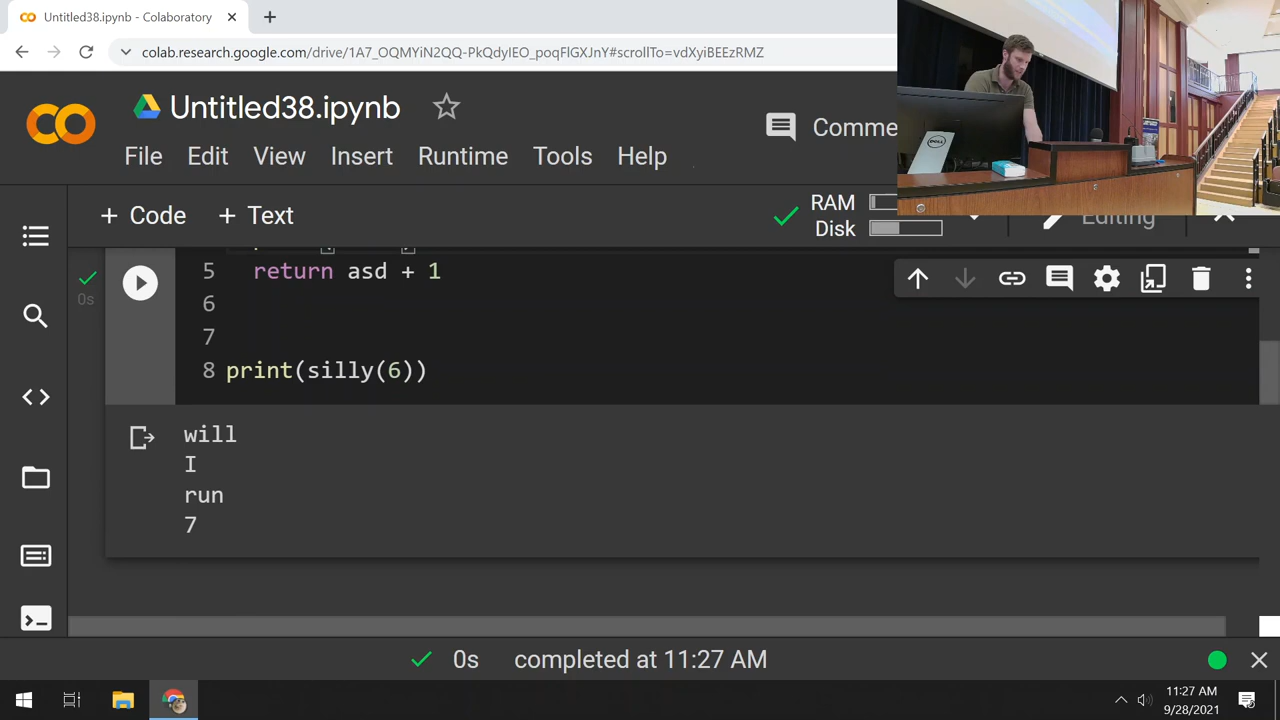 Untitled38.ipynb - Colaboratory
colab.research.google.com/drive/1A7_OQMYiN2QQ-PkQdyIEO_poqFlGXJnY#scrollTo=vdXyiBEEzRMZ
Untitled38.ipynb
Comme
File Edit View Insert Runtime Tools Help
+ Code + Text
RAM
Disk
Editing
5 return asd + 1
0s
6
7
8 print(silly(6))
will
I
run
7
0s completed at 11:27 AM
11:27 AM
9/28/2021
DELL